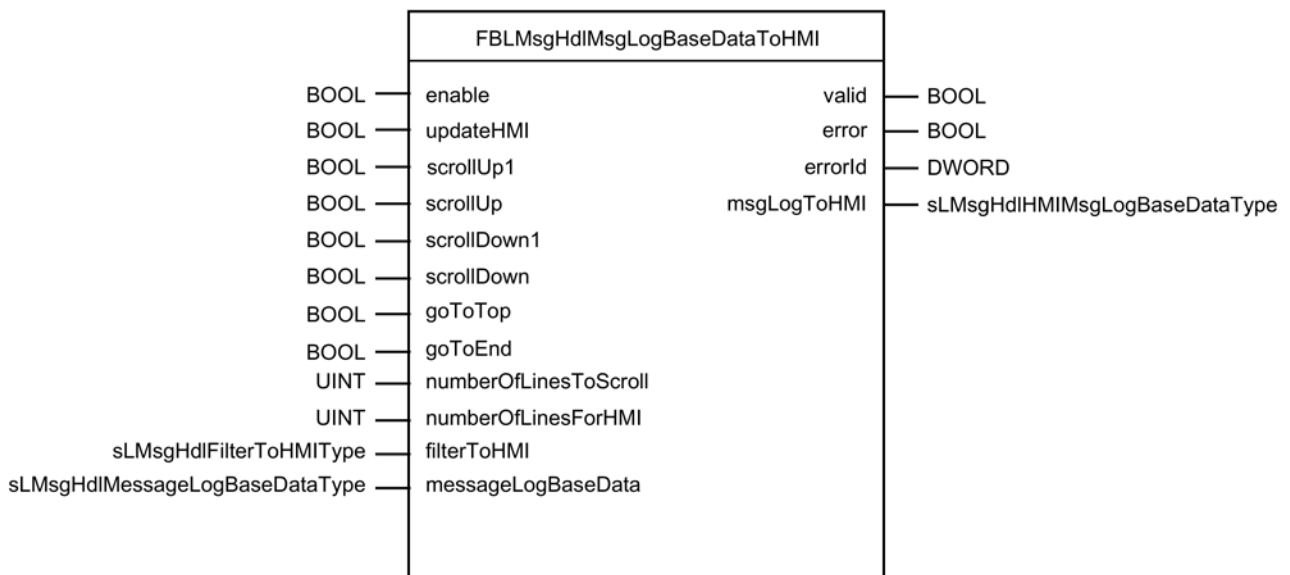 FBLMsgHdlMsgLogBaseDataToHMI
BOOL enable valid BOOL
BOOL updateHMI error BOOL
BOOL scrollUp1 errorId DWORD
BOOL scrollUp msgLogToHMI sLMsgHdlHMIMsgLogBaseDataType
BOOL scrollDown1
BOOL scrollDown
BOOL goToTop
BOOL goToEnd
UINT numberOfLinesToScroll
UINT numberOfLinesForHMI
sLMsgHdlFilterToHMIType filterToHMI
sLMsgHdlMessageLogBaseDataType messageLogBaseData